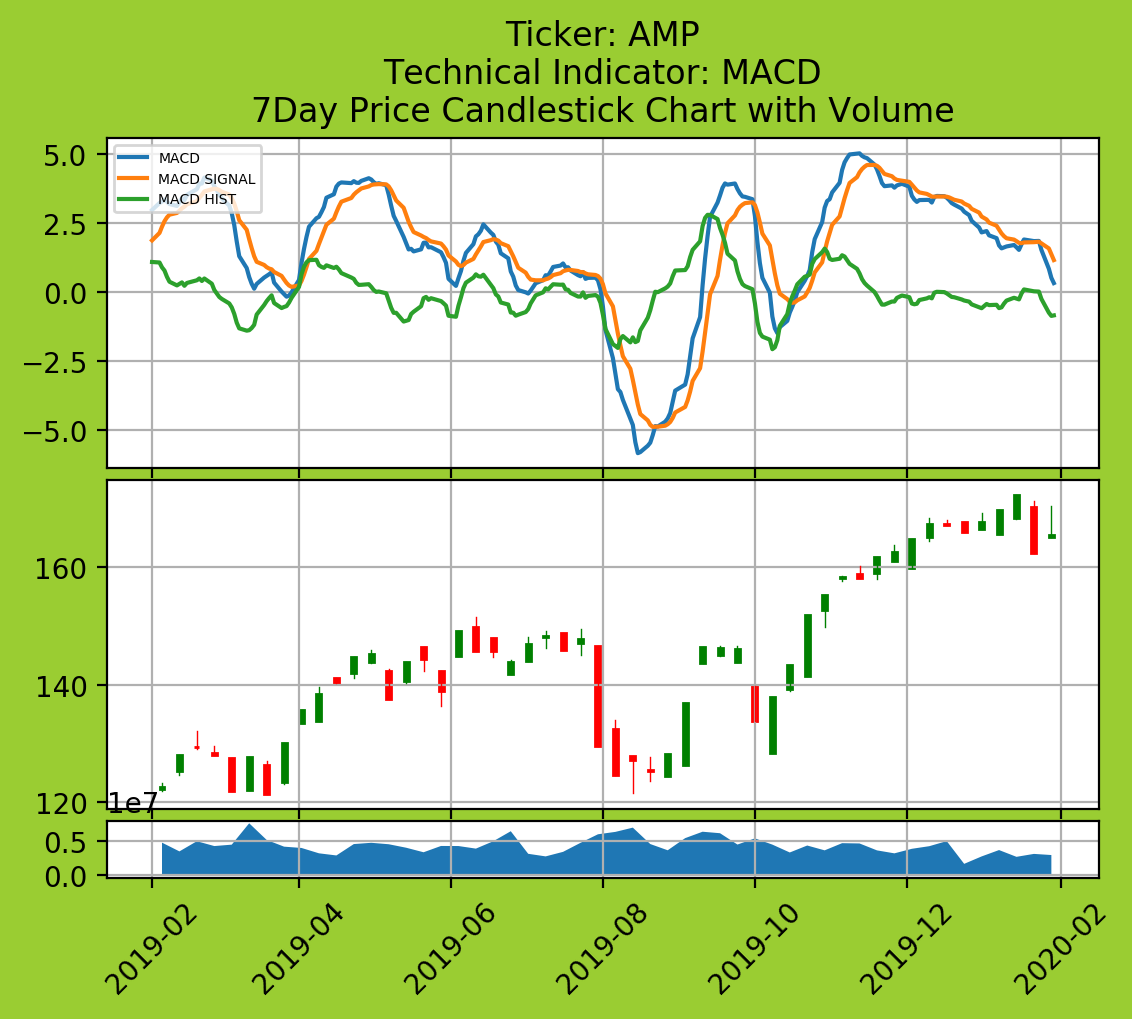 Ticker: AMP
Technical Indicator: MACD
7Day Price Candlestick Chart with Volume
MACD
MACD SIGNAL
MACD HIST
5.0
2.5
0.0
−2.5
−5.0
160
140
120
1e7
0.5
0.0
2019-02
2019-04
2019-06
2019-08
2019-10
2019-12
2020-02